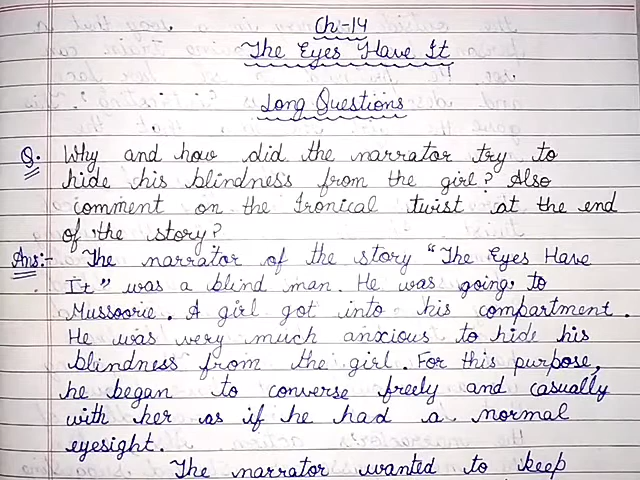 Ch:-14
The Eyes Have It
Long Questions
Q. Why and how did the narrator try to
hide his blindness from the girl? Also
comment on the Ironical twist at the end
of the story?
Ans:- The narrator of the story "The Eyes Have
It" was a blind man. He was going to
Mussoorie. A girl got into his compartment.
He was very much anxious to hide his
blindness from the girl. For this purpose,
he began to converse freely and casually
with her as if he had a normal
eyesight.
The narrator wanted to keep